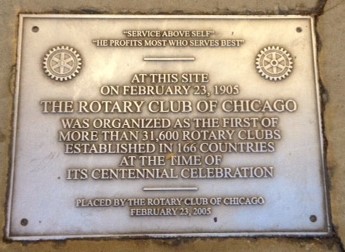 "SERVICE ABOVE SELF"
"HE PROFITS MOST WHO SERVES BEST"
AT THIS SITE
ON FEBRUARY 23, 1905
THE ROTARY CLUB OF CHICAGO
WAS ORGANIZED AS THE FIRST OF
MORE THAN 31,600 ROTARY CLUBS
ESTABLISHED IN 166 COUNTRIES
AT THE TIME OF
ITS CENTENNIAL CELEBRATION
PLACED BY THE ROTARY CLUB OF CHICAGO
FEBRUARY 23, 2005